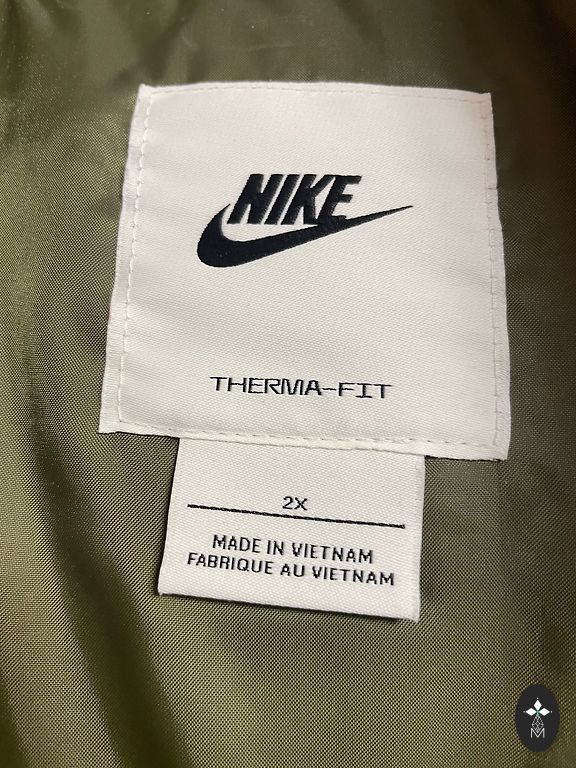 NIKE
THERMA-FIT
2X
MADE IN VIETNAM
FABRIQUE AU VIETNAM
M